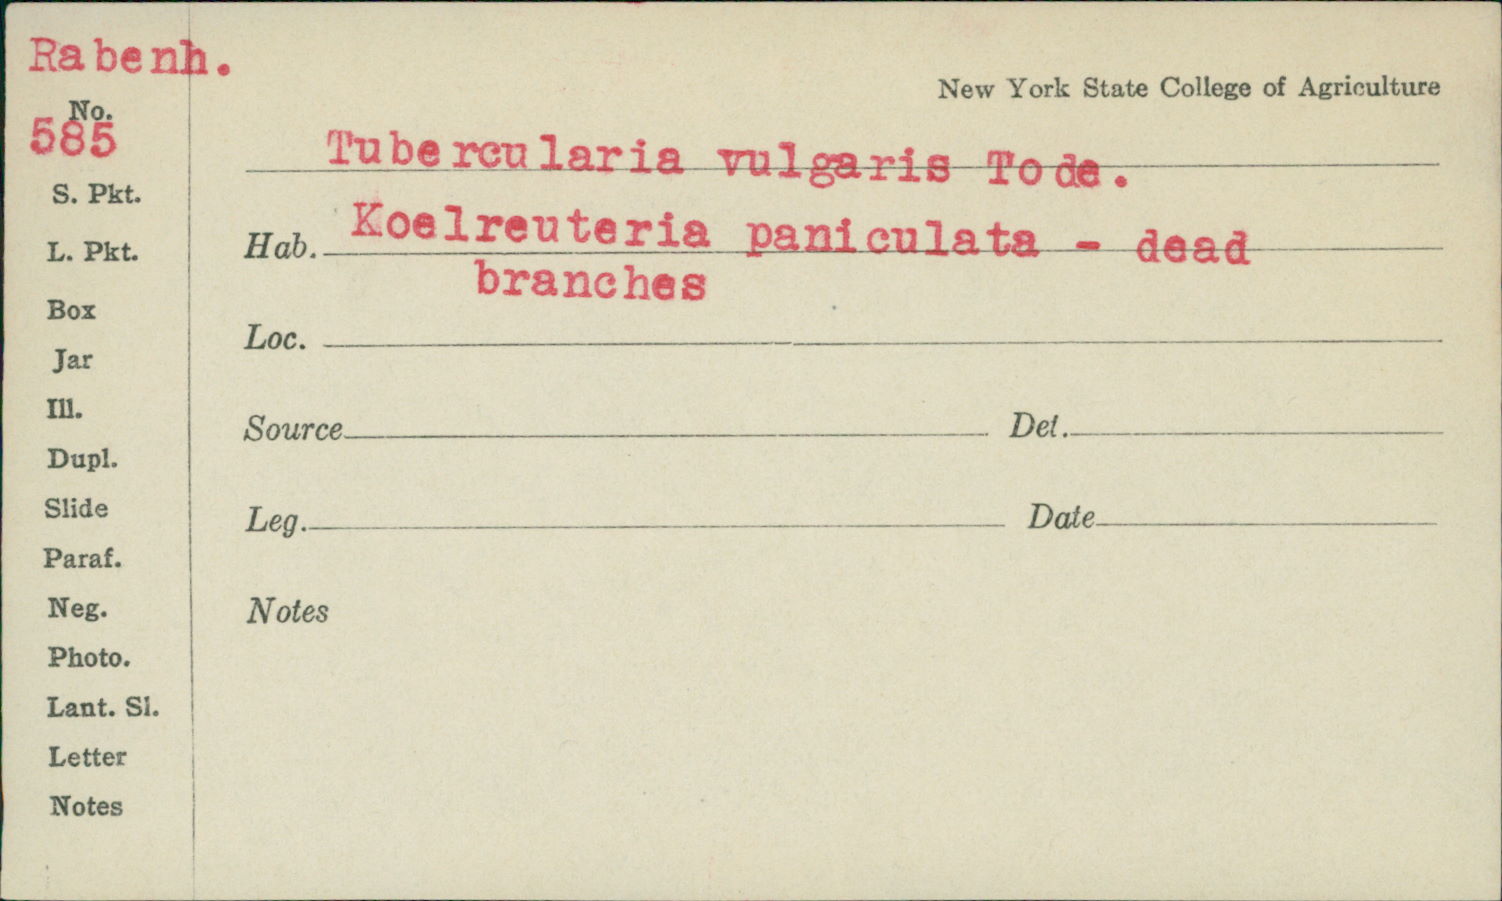 Rabenh.
No.
585
S. Pkt.
L. Pkt.
Box
Jar
Ill.
Dupl.
Slide
Paraf.
Neg.
Photo.
Lant. Sl.
Letter
Notes
New York State College of Agriculture
Tubercularia vulgaris Tode.
Hab. Koelreuteria paniculata - dead
branches
Loc.
Source Det.
Leg. Date
Notes